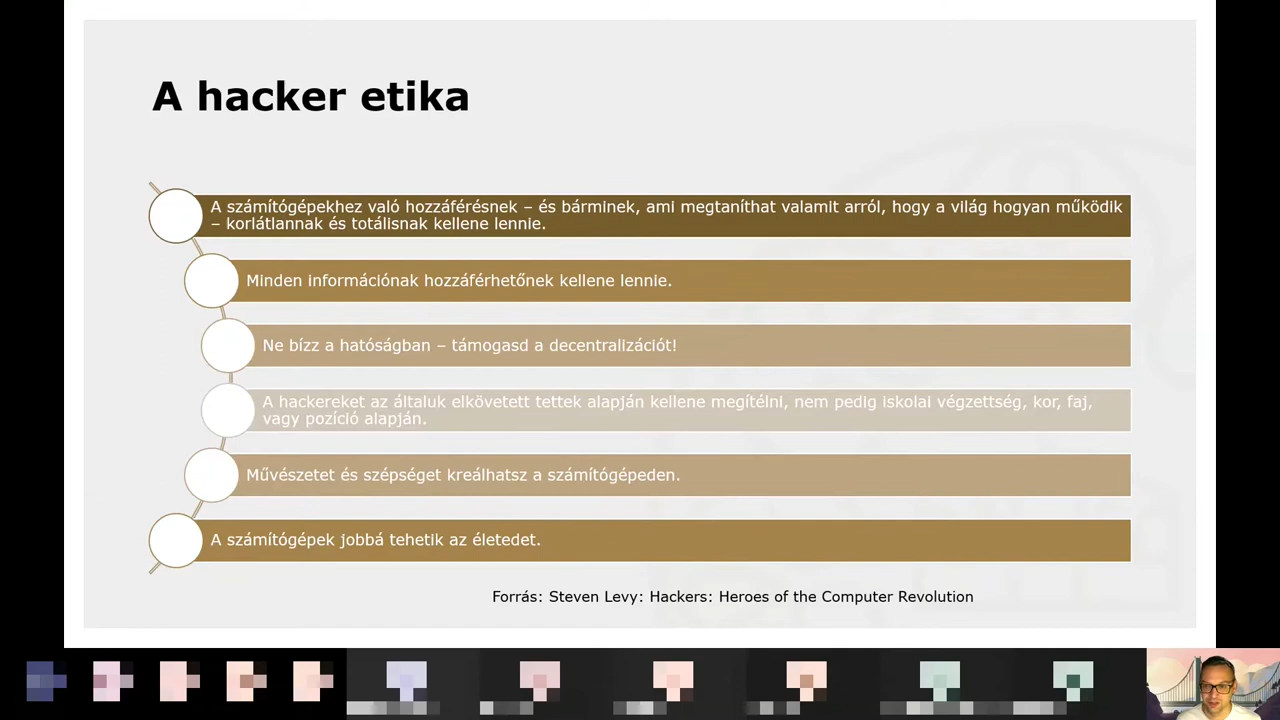 A hacker etika
A számítógépekhez való hozzáférésnek – és bárminek, ami megtaníthat valamit arról, hogy a világ hogyan működik
– korlátlannak és totálisnak kellene lennie.
Minden információnak hozzáférhetőnek kellene lennie.
Ne bízz a hatóságban – támogasd a decentralizációt!
A hackereket az általuk elkövetett tettek alapján kellene megítélni, nem pedig iskolai végzettség, kor, faj,
vagy pozíció alapján.
Művészetet és szépséget kreálhatsz a számítógépeden.
A számítógépek jobbá tehetik az életedet.
Forrás: Steven Levy: Hackers: Heroes of the Computer Revolution